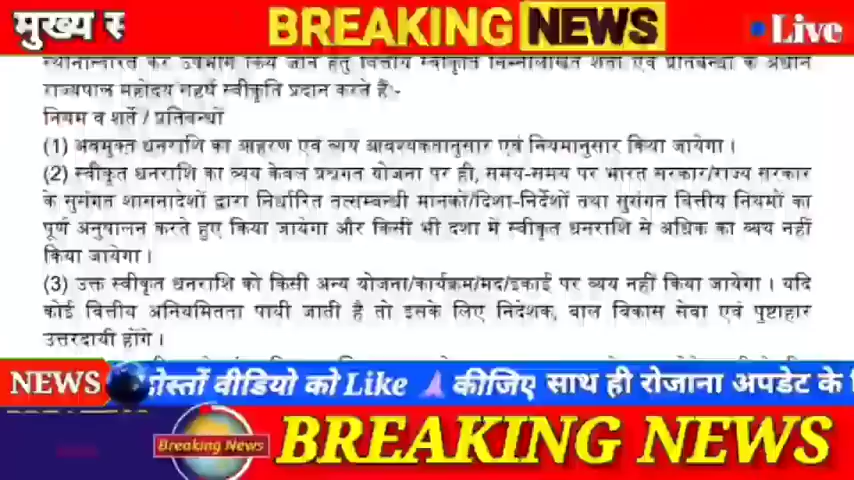 मुख्य स
BREAKING NEWS
Live
स्थानान्दरित कर उपभोग किये जाने हेतु वित्तीय स्वीकृति निम्नलिखित शर्तो एवं प्रतिबन्धों के अधीन
राज्यपाल महोदय सहर्ष स्वीकृति प्रदान करते हैं:-
नियम व शर्ते / प्रतिबन्धों
(1) अवमुक्त धनराशि का आहरण एवं व्यय आवश्यकतानुसार एवं नियमानुसार किया जायेगा।
(2) स्वीकृत धनराशि का व्यय केवल प्रश्नगत योजना पर ही, समय-समय पर भारत सरकार/राज्य सरकार
के सुसंगत शासनादेशों द्वारा निर्धारित तत्सम्बन्धी मानको/दिशा-निर्देशों तथा सुसंगत वित्तीय नियमों का
पूर्ण अनुपालन करते हुए किया जायेगा और किसी भी दशा में स्वीकृत धनराशि से अधिक का व्यय नहीं
किया जायेगा।
(3) उक्त स्वीकृत धनराशि को किसी अन्य योजना/कार्यक्रम/मद/इकाई पर व्यय नहीं किया जायेगा। यदि
कोई वित्तीय अनियमितता पायी जाती है तो इसके लिए निदेशक, बाल विकास सेवा एवं पुष्टाहार
उत्तरदायी होंगे।
NEWS दोस्तों वीडियो को Like कीजिए साथ ही रोजाना अपडेट के
Breaking News
BREAKING NEWS